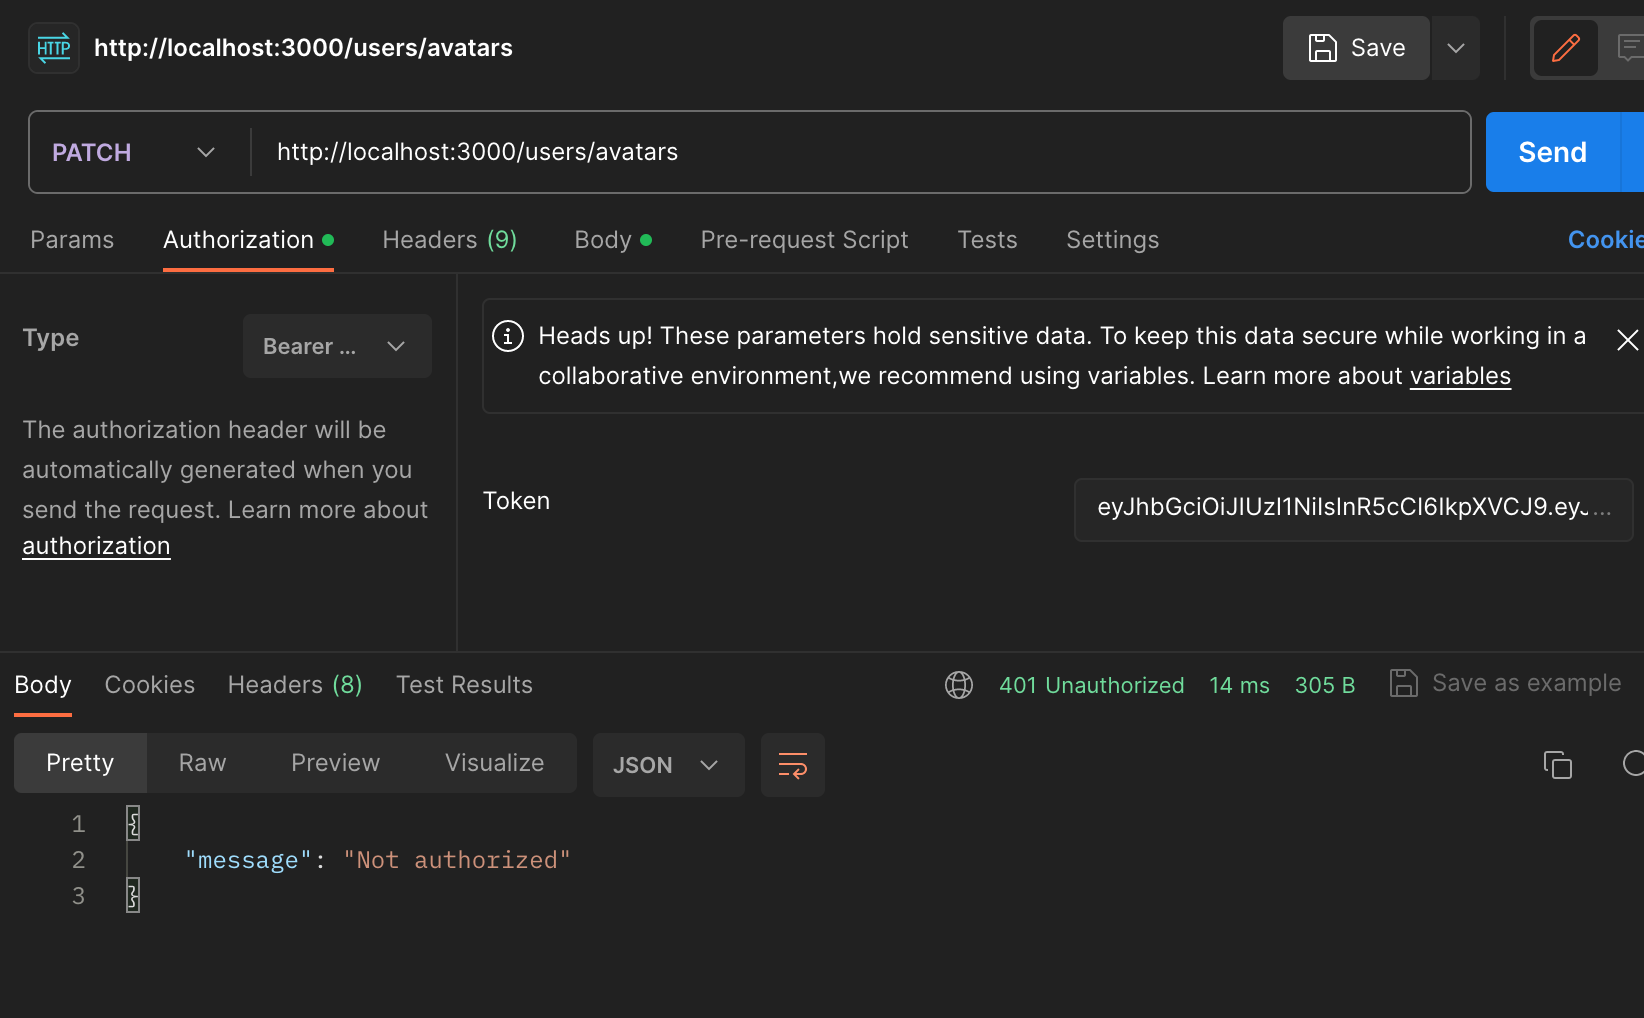 HTTP http://localhost:3000/users/avatars Save
PATCH http://localhost:3000/users/avatars Send
Params Authorization Headers (9) Body Pre-request Script Tests Settings Cookie
Type Bearer ...
The authorization header will be
automatically generated when you
send the request. Learn more about
authorization
Heads up! These parameters hold sensitive data. To keep this data secure while working in a
collaborative environment,we recommend using variables. Learn more about variables
Token eyJhbGciOiJIUzI1NiIsInR5cCI6IkpXVCJ9.eyJ...
Body Cookies Headers (8) Test Results 401 Unauthorized 14 ms 305 B Save as example
Pretty Raw Preview Visualize JSON
1 {
2 "message": "Not authorized"
3 }